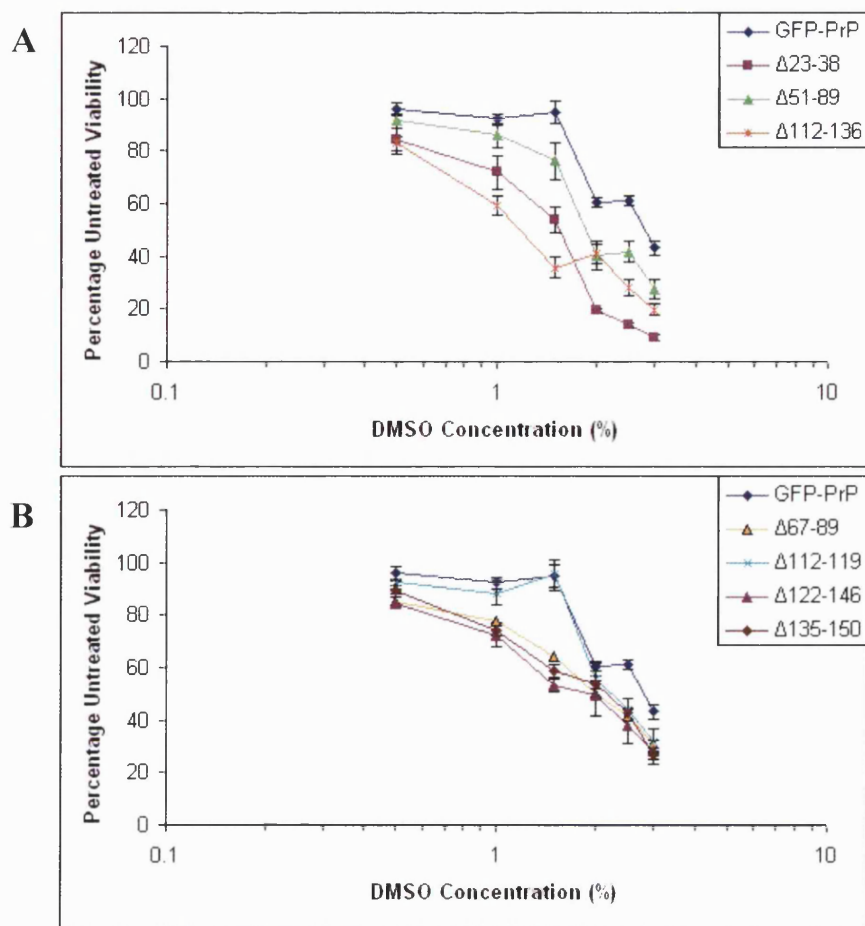 A
120
100
80
60
40
20
0
0.1
1
10
Percentage Untreated Viability
DMSO Concentration (%)
GFP-PrP
Δ23-38
Δ51-89
Δ112-136
B
120
100
80
60
40
20
0
0.1
1
10
Percentage Untreated Viability
DMSO Concentration (%)
GFP-PrP
Δ67-89
Δ112-119
Δ122-146
Δ135-150